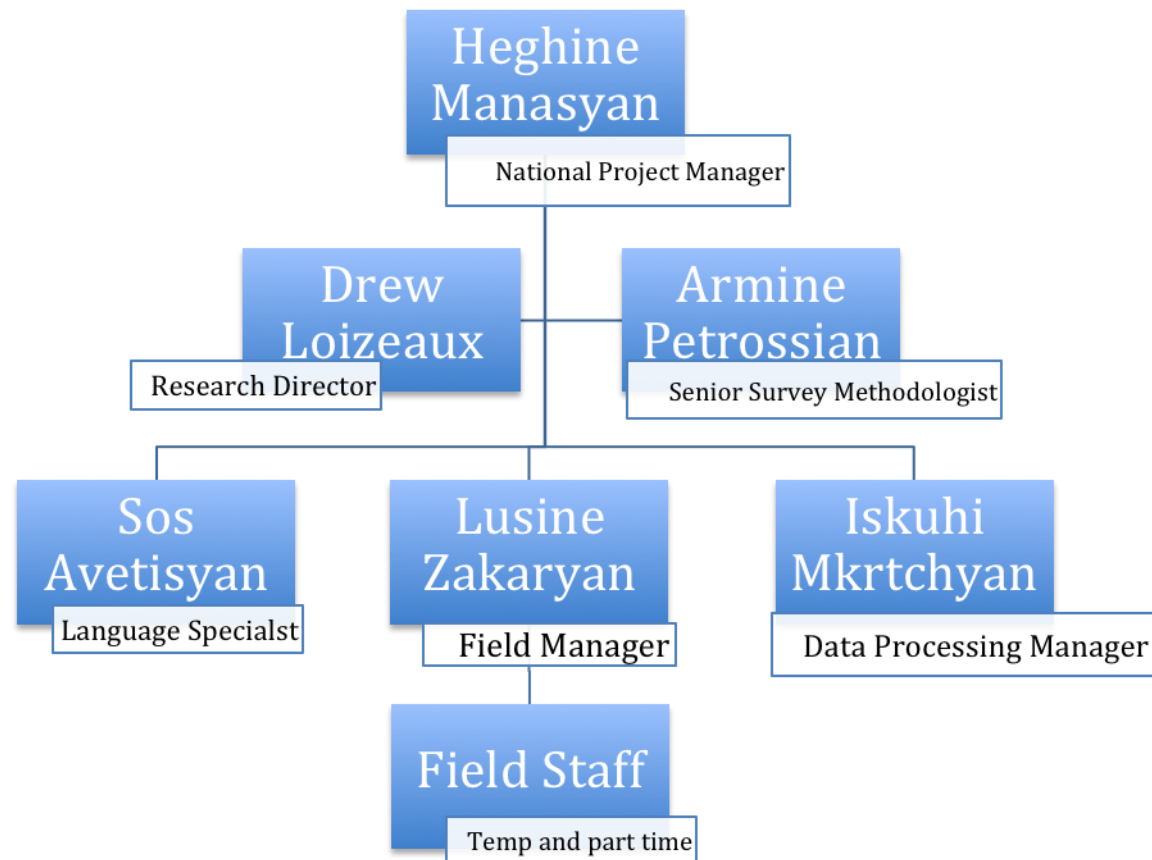 Heghine
Manasyan
National Project Manager
Drew
Loizeaux
Research Director
Armine
Petrossian
Senior Survey Methodologist
Sos
Avetisyan
Language Specialst
Lusine
Zakaryan
Field Manager
Iskuhi
Mkrtchyan
Data Processing Manager
Field Staff
Temp and part time